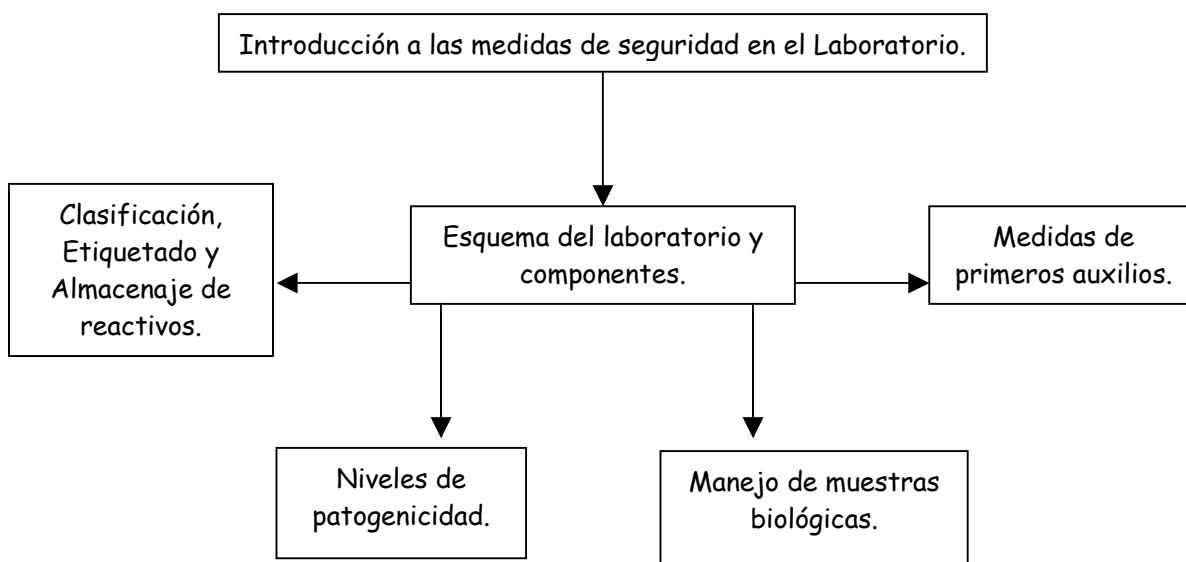 Introducción a las medidas de seguridad en el Laboratorio.
Clasificación,
Etiquetado y
Almacenaje de
reactivos.
Esquema del laboratorio y
componentes.
Medidas de
primeros auxilios.
Niveles de
patogenicidad.
Manejo de muestras
biológicas.